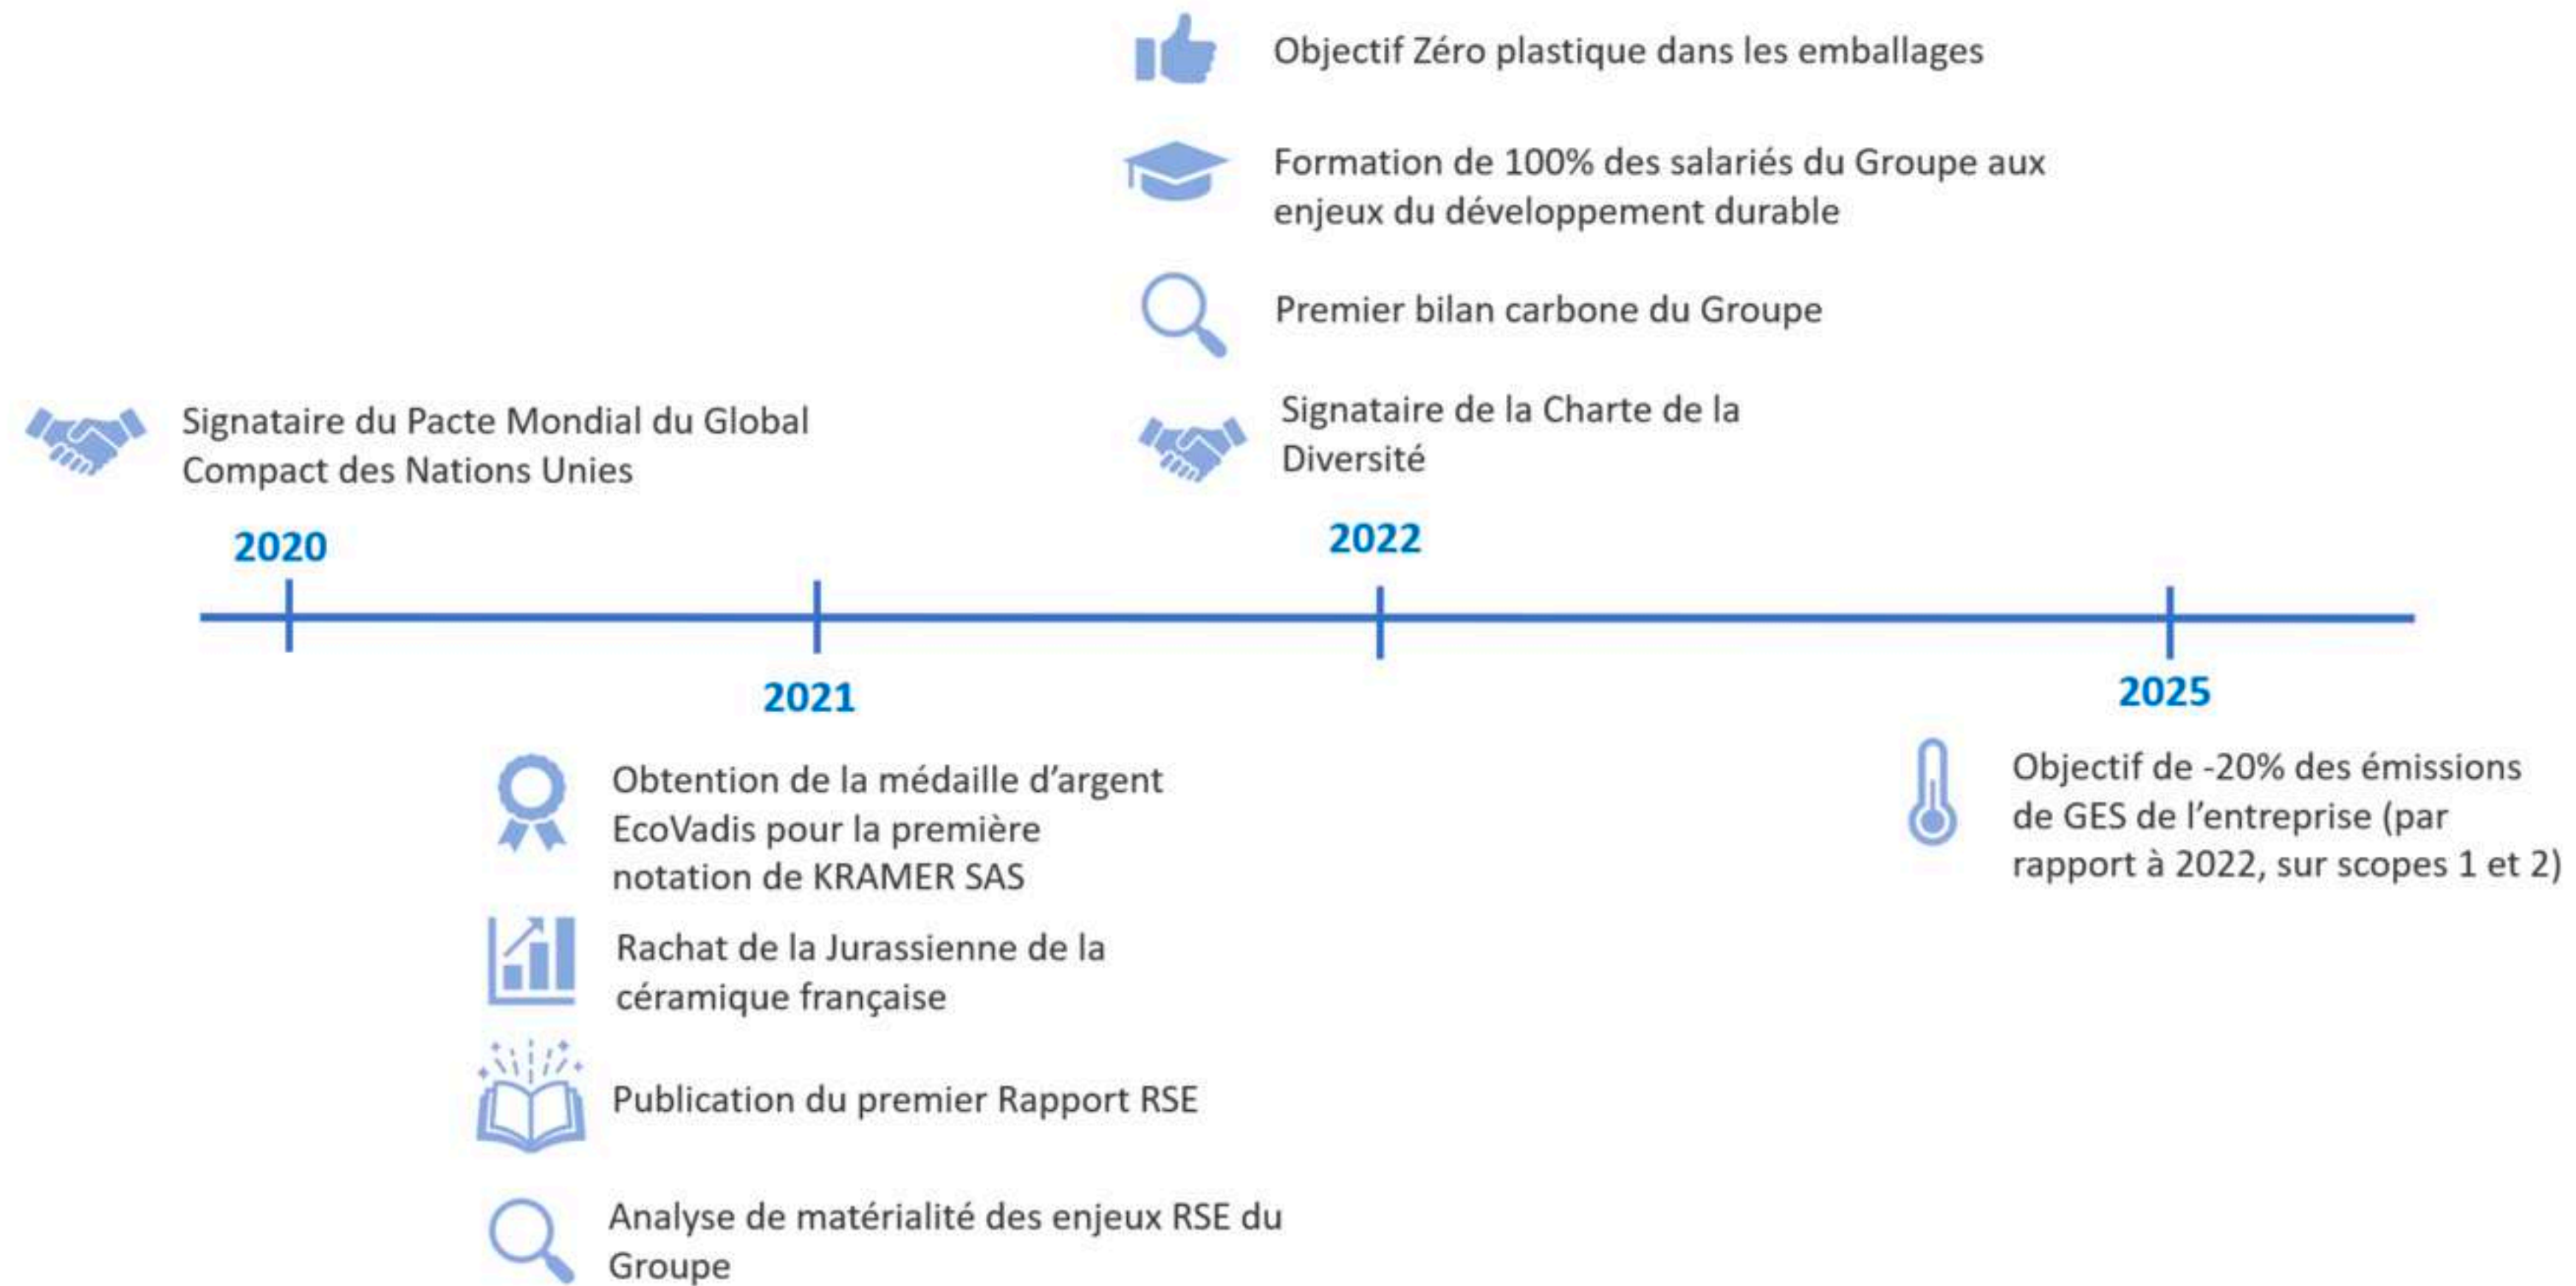 Objectif Zéro plastique dans les emballages
Formation de 100% des salariés du Groupe aux
enjeux du développement durable
Premier bilan carbone du Groupe
Signataire du Pacte Mondial du Global
Compact des Nations Unies
Signataire de la Charte de la
Diversité
2020
2022
2021
2025
Obtention de la médaille d’argent
EcoVadis pour la première
notation de KRAMER SAS
Rachat de la Jurassienne de la
céramique française
Publication du premier Rapport RSE
Analyse de matérialité des enjeux RSE du
Groupe
Objectif de -20% des émissions
de GES de l’entreprise (par
rapport à 2022, sur scopes 1 et 2)